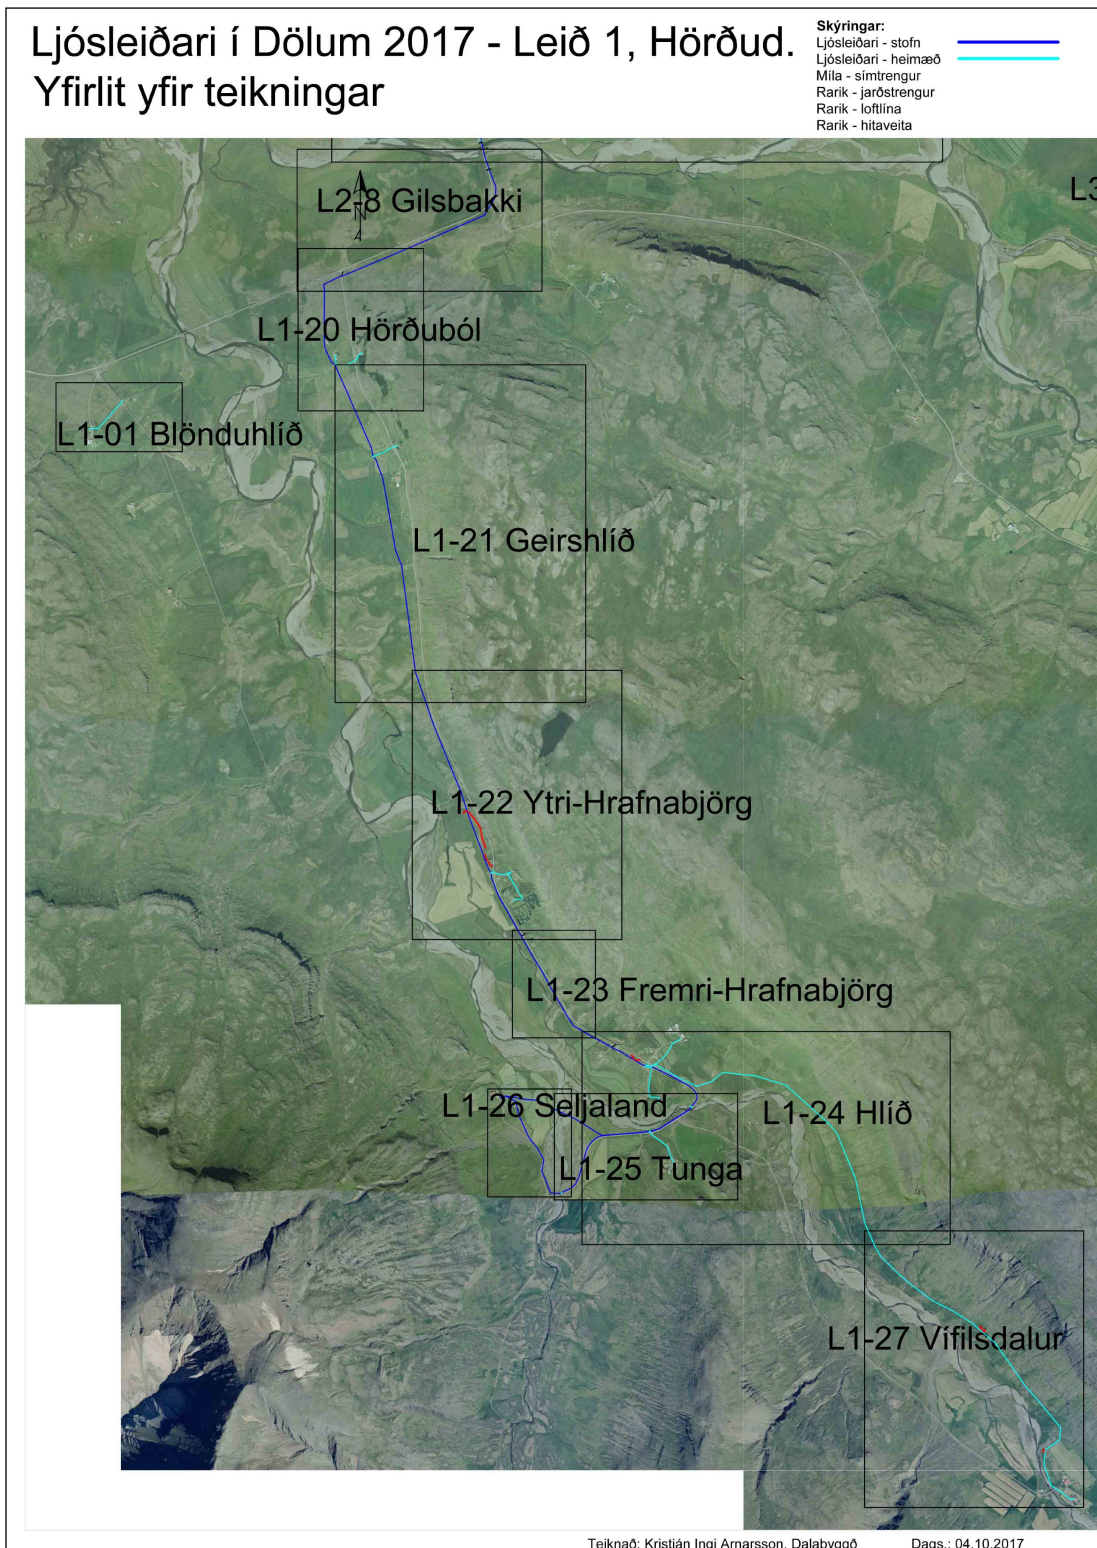 Ljósleiðari í Dölum 2017 - Leið 1, Hörðud.
Yfirlit yfir teikningar
Skýringar:
Ljósleiðari - stofn
Ljósleiðari - heimæð
Míla - símtrengur
Rarik - jarðstrengur
Rarik - loftlína
Rarik - hitaveita
L2-8 Gilsbakki
L3
L1-20 Hörðuból
L1-01 Blönduhlíð
L1-21 Geirshlíð
L1-22 Ytri-Hrafnabjörg
L1-23 Fremri-Hrafnabjörg
L1-26 Seljaland
L1-24 Hlíð
L1-25 Tunga
L1-27 Vífilsdalur
Teiknað: Kristján Ingi Arnarsson, Dalabyggð Dags.: 04.10.2017